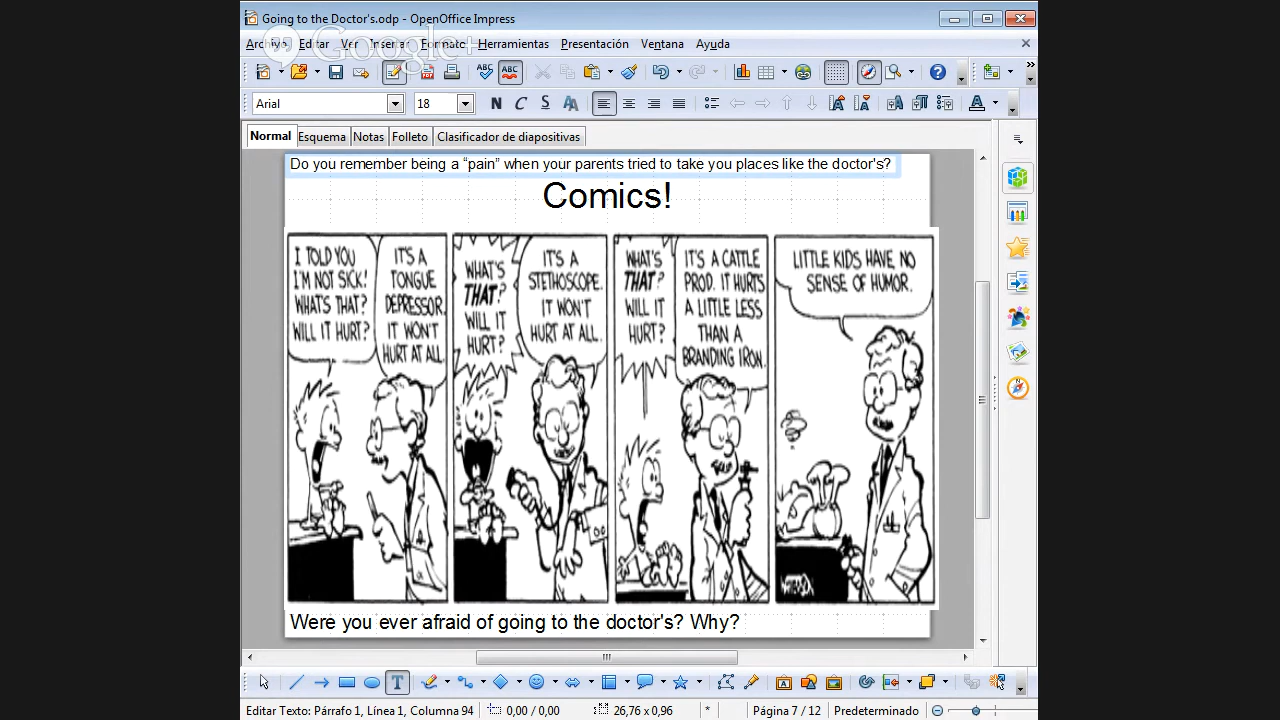 Going to the Doctor's.odp - OpenOffice Impress
Google+
Archivo Editar Ver Insertar Formato Herramientas Presentación Ventana Ayuda
ABC ABC
Arial 18 N C S A
Normal Esquema Notas Folleto Clasificador de diapositivas
Do you remember being a “pain” when your parents tried to take you places like the doctor's?
Comics!
I TOLD YOU
I'M NOT SICK!
WHAT'S THAT?
WILL IT HURT?
IT'S A
TONGUE
DEPRESSOR.
IT WON'T
HURT AT ALL.
WHAT'S
THAT?
WILL IT
HURT?
IT'S A
STETHOSCOPE.
IT WON'T
HURT AT ALL.
WHAT'S
THAT?
WILL IT
HURT?
IT'S A CATTLE
PROD. IT HURTS
A LITTLE LESS
THAN A
BRANDING IRON.
LITTLE KIDS HAVE NO
SENSE OF HUMOR.
WATTERSON
Were you ever afraid of going to the doctor's? Why?
T
Editar Texto: Párrafo 1, Línea 1, Columna 94 0,00 / 0,00 26,76 x 0,96 * Página 7 / 12 Predeterminado